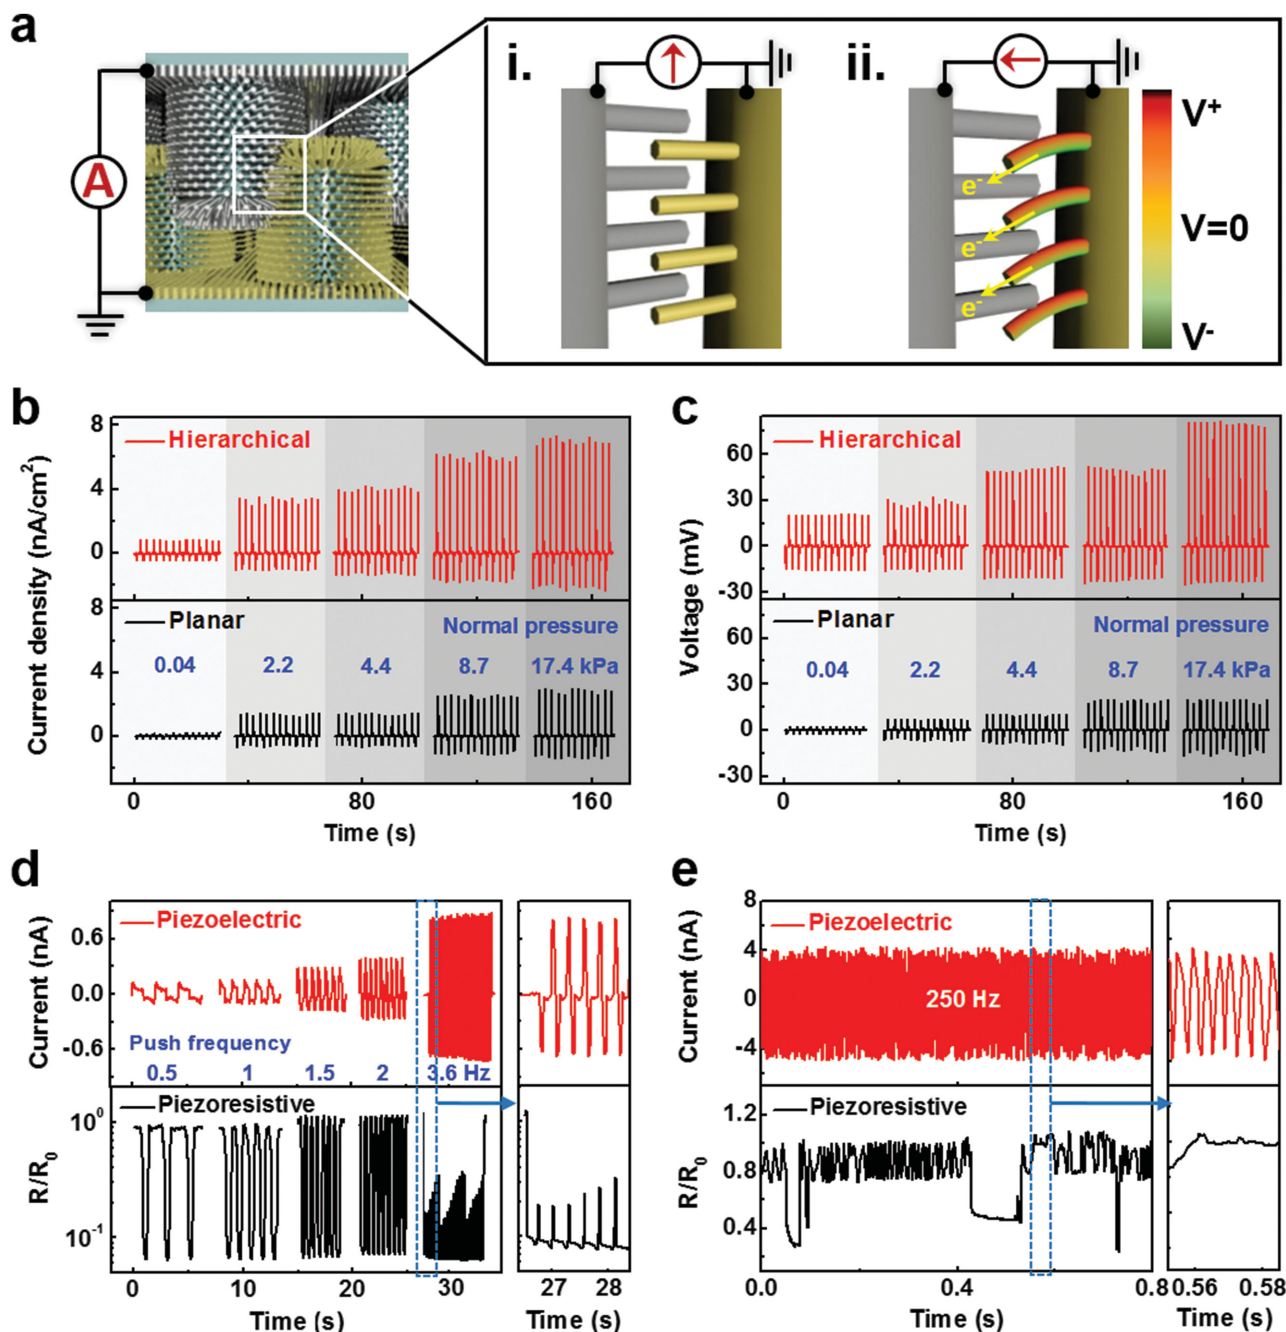 a
A
i.
ii.
e-
e-
e-
V+
V=0
V-
b
Current density (nA/cm2)
8
4
0
8
4
0
Hierarchical
Planar
Normal pressure
0.04 2.2 4.4 8.7 17.4 kPa
0 80 160
Time (s)
c
Voltage (mV)
60
30
0
-30
60
30
0
-30
Hierarchical
Planar
Normal pressure
0.04 2.2 4.4 8.7 17.4 kPa
0 80 160
Time (s)
d
Current (nA)
0.6
0.0
-0.6
Piezoelectric
Push frequency
0.5 1 1.5 2 3.6 Hz
R/R0
100
10-1
Piezoresistive
0 10 20 30
27 28
Time (s)
Time (s)
e
Current (nA)
8
4
0
-4
Piezoelectric
250 Hz
R/R0
1.2
0.8
0.4
Piezoresistive
0.0 0.4 0.8
0.56 0.58
Time (s)
Time (s)